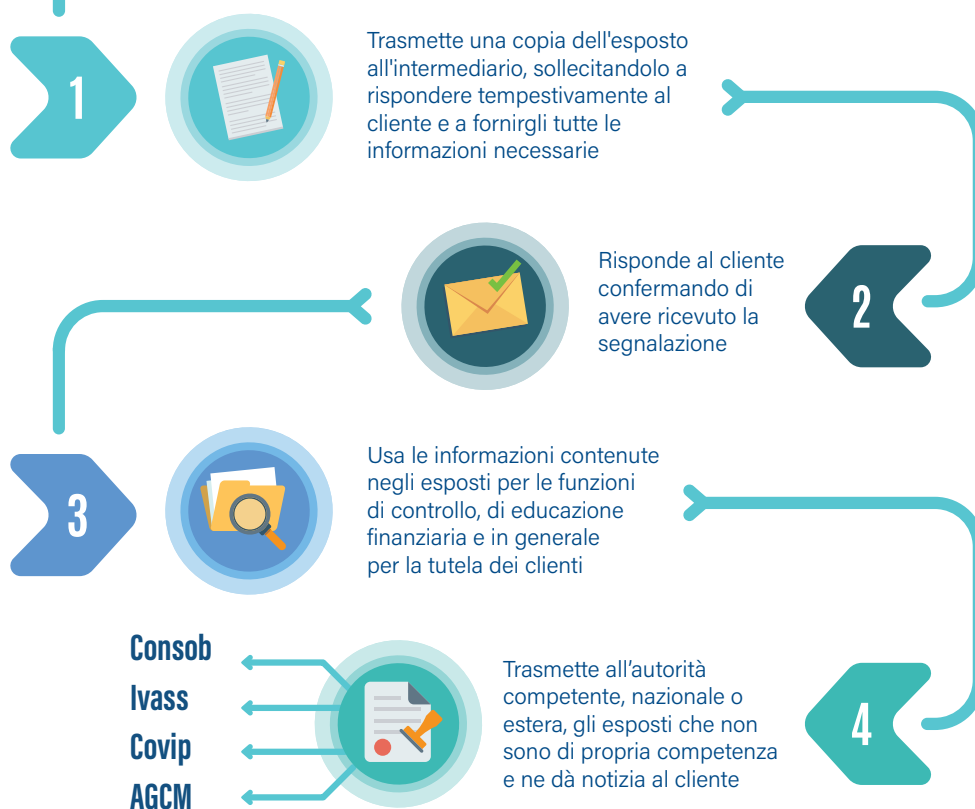 1
Trasmette una copia dell'esposto
all'intermediario, sollecitandolo a
rispondere tempestivamente al
cliente e a fornirgli tutte le
informazioni necessarie
2
Risponde al cliente
confermando di
avere ricevuto la
segnalazione
3
Usa le informazioni contenute
negli esposti per le funzioni
di controllo, di educazione
finanziaria e in generale
per la tutela dei clienti
4
Trasmette all’autorità
competente, nazionale o
estera, gli esposti che non
sono di propria competenza
e ne dà notizia al cliente
Consob
Ivass
Covip
AGCM